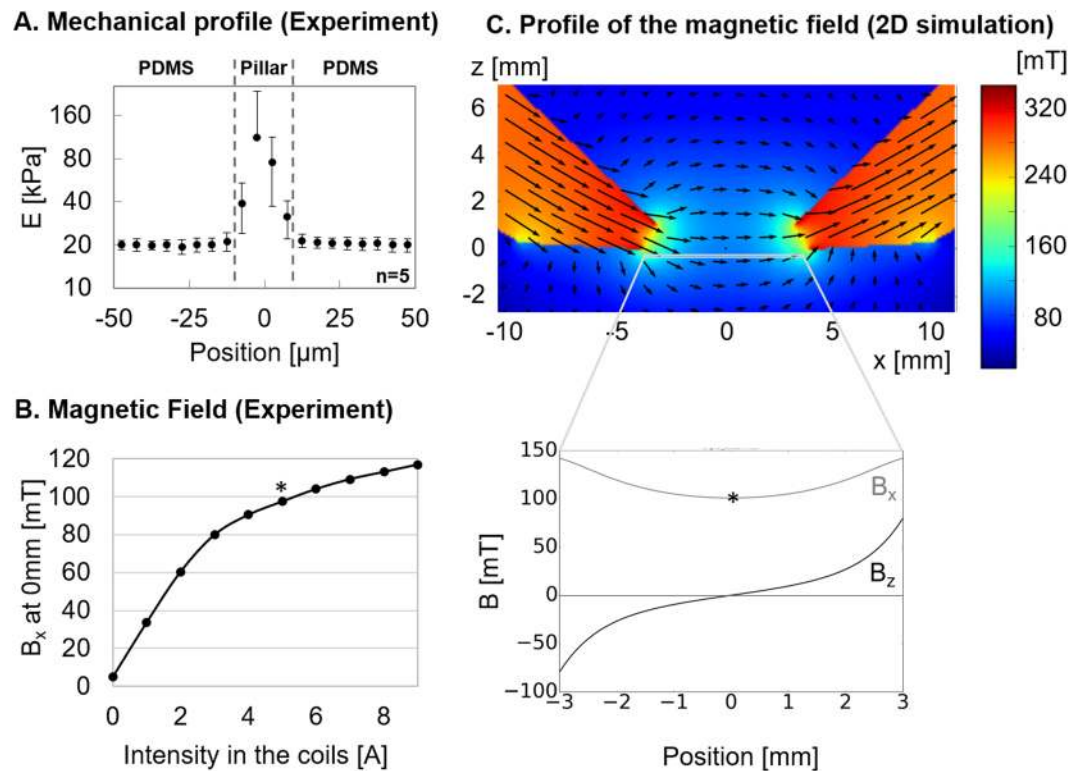 A. Mechanical profile (Experiment)
PDMS Pillar PDMS
E [kPa]
160
80
40
20
10
n=5
-50 -25 0 25 50
Position [µm]
B. Magnetic Field (Experiment)
Bx at 0mm [mT]
120
100
80
60
40
20
0
*
0 2 4 6 8
Intensity in the coils [A]
C. Profile of the magnetic field (2D simulation)
z [mm]
[mT]
6
4
2
0
-2
-10 -5 0 5 10
x [mm]
320
240
160
80
B [mT]
150
100
50
0
−50
−100
Bx
*
Bz
−3 −2 −1 0 1 2 3
Position [mm]